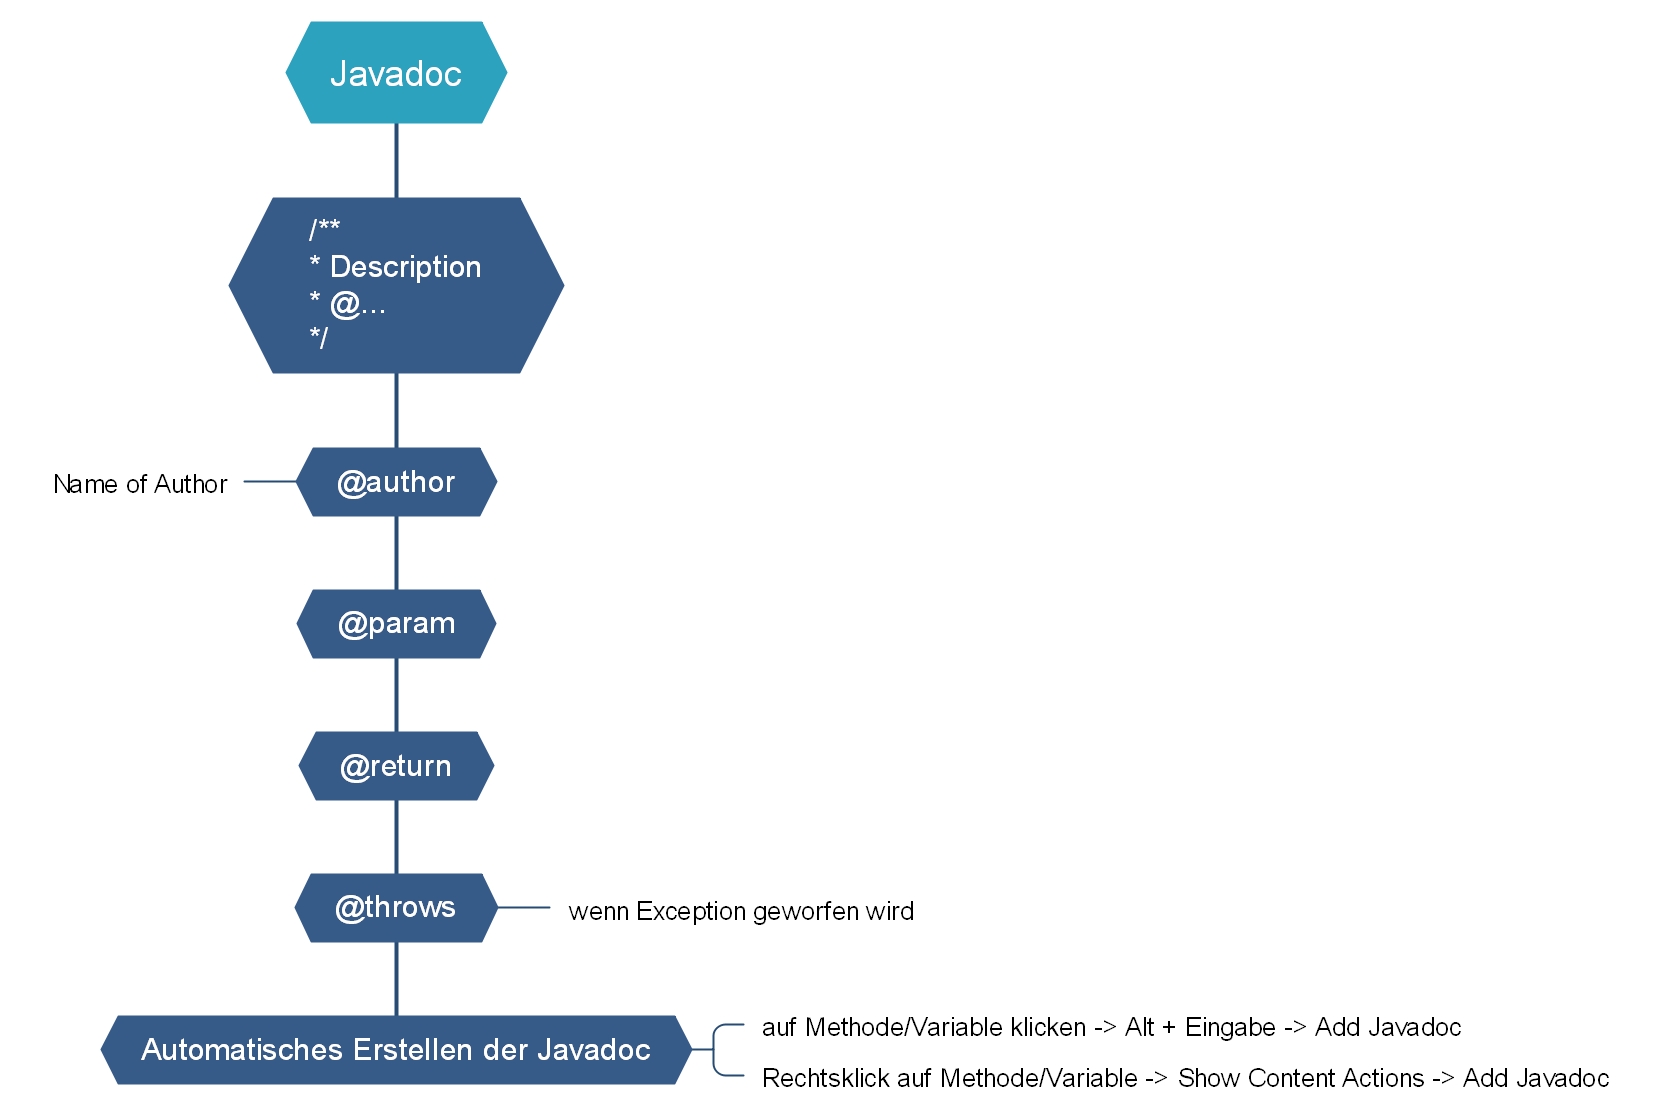 Javadoc
/**
* Description
* @...
*/
Name of Author
@author
@param
@return
@throws
wenn Exception geworfen wird
Automatisches Erstellen der Javadoc
auf Methode/Variable klicken -> Alt + Eingabe -> Add Javadoc
Rechtsklick auf Methode/Variable -> Show Content Actions -> Add Javadoc